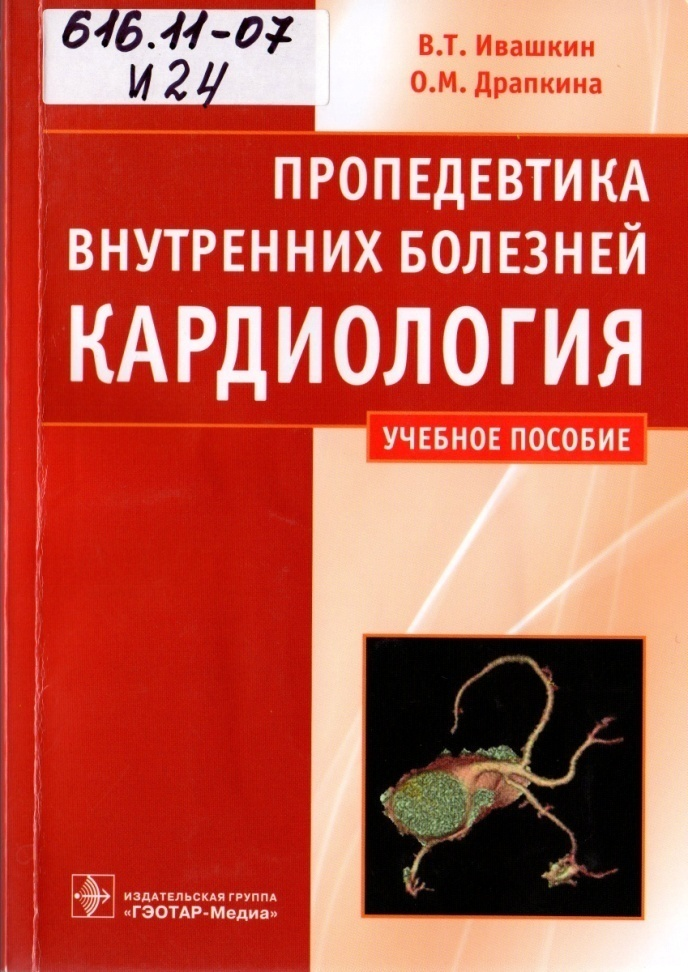 616.11-07
И24
В.Т. Ивашкин
О.М. Драпкина
ПРОПЕДЕВТИКА
ВНУТРЕННИХ БОЛЕЗНЕЙ
КАРДИОЛОГИЯ
УЧЕБНОЕ ПОСОБИЕ
ИЗДАТЕЛЬСКАЯ ГРУППА
«ГЭОТАР-Медиа»